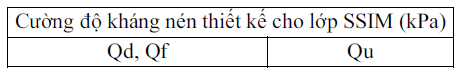 Cường độ kháng nén thiết kế cho lớp SSIM (kPa)
Qd, Qf Qu